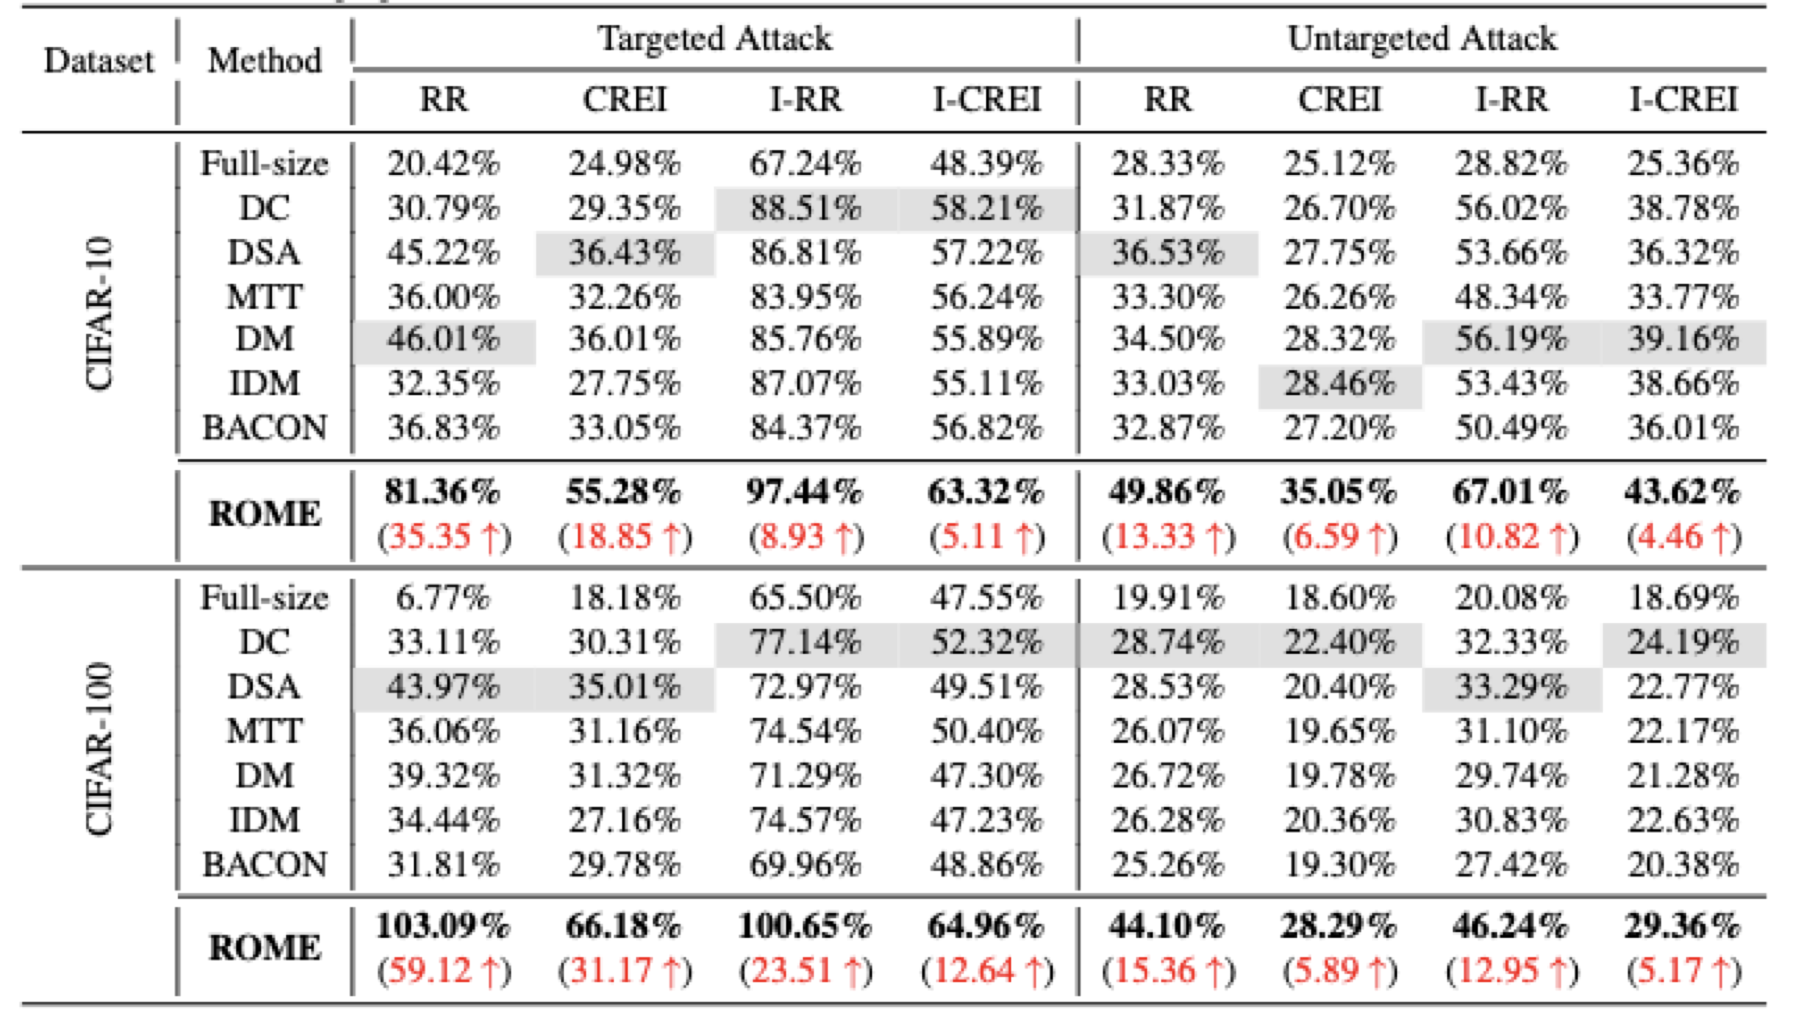 Dataset Method Targeted Attack Untargeted Attack
RR CREI I-RR I-CREI RR CREI I-RR I-CREI
CIFAR-10
Full-size 20.42% 24.98% 67.24% 48.39% 28.33% 25.12% 28.82% 25.36%
DC 30.79% 29.35% 88.51% 58.21% 31.87% 26.70% 56.02% 38.78%
DSA 45.22% 36.43% 86.81% 57.22% 36.53% 27.75% 53.66% 36.32%
MTT 36.00% 32.26% 83.95% 56.24% 33.30% 26.26% 48.34% 33.77%
DM 46.01% 36.01% 85.76% 55.89% 34.50% 28.32% 56.19% 39.16%
IDM 32.35% 27.75% 87.07% 55.11% 33.03% 28.46% 53.43% 38.66%
BACON 36.83% 33.05% 84.37% 56.82% 32.87% 27.20% 50.49% 36.01%
ROME 81.36% 55.28% 97.44% 63.32% 49.86% 35.05% 67.01% 43.62%
(35.35 ↑) (18.85 ↑) (8.93 ↑) (5.11 ↑) (13.33 ↑) (6.59 ↑) (10.82 ↑) (4.46 ↑)
CIFAR-100
Full-size 6.77% 18.18% 65.50% 47.55% 19.91% 18.60% 20.08% 18.69%
DC 33.11% 30.31% 77.14% 52.32% 28.74% 22.40% 32.33% 24.19%
DSA 43.97% 35.01% 72.97% 49.51% 28.53% 20.40% 33.29% 22.77%
MTT 36.06% 31.16% 74.54% 50.40% 26.07% 19.65% 31.10% 22.17%
DM 39.32% 31.32% 71.29% 47.30% 26.72% 19.78% 29.74% 21.28%
IDM 34.44% 27.16% 74.57% 47.23% 26.28% 20.36% 30.83% 22.63%
BACON 31.81% 29.78% 69.96% 48.86% 25.26% 19.30% 27.42% 20.38%
ROME 103.09% 66.18% 100.65% 64.96% 44.10% 28.29% 46.24% 29.36%
(59.12 ↑) (31.17 ↑) (23.51 ↑) (12.64 ↑) (15.36 ↑) (5.89 ↑) (12.95 ↑) (5.17 ↑)